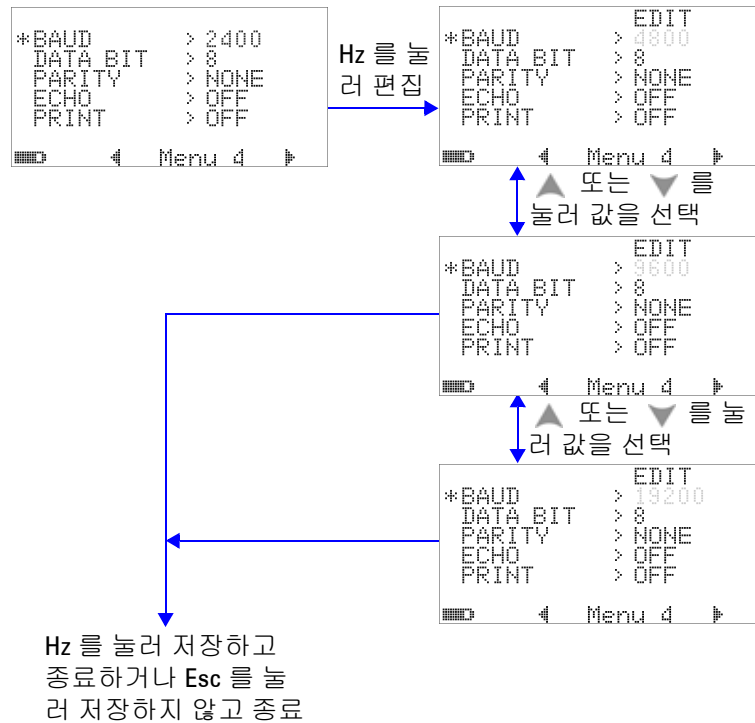 *BAUD > 2400
DATA BIT > 8
PARITY > NONE
ECHO > OFF
PRINT > OFF
Menu 4
Hz 를 눌
러 편집
EDIT
*BAUD > 4800
DATA BIT > 8
PARITY > NONE
ECHO > OFF
PRINT > OFF
Menu 4
▲ 또는 ▼ 를
눌러 값을 선택
EDIT
*BAUD > 9600
DATA BIT > 8
PARITY > NONE
ECHO > OFF
PRINT > OFF
Menu 4
▲ 또는 ▼ 를 눌
러 값을 선택
EDIT
*BAUD > 19200
DATA BIT > 8
PARITY > NONE
ECHO > OFF
PRINT > OFF
Menu 4
Hz 를 눌러 저장하고
종료하거나 Esc 를 눌
러 저장하지 않고 종료